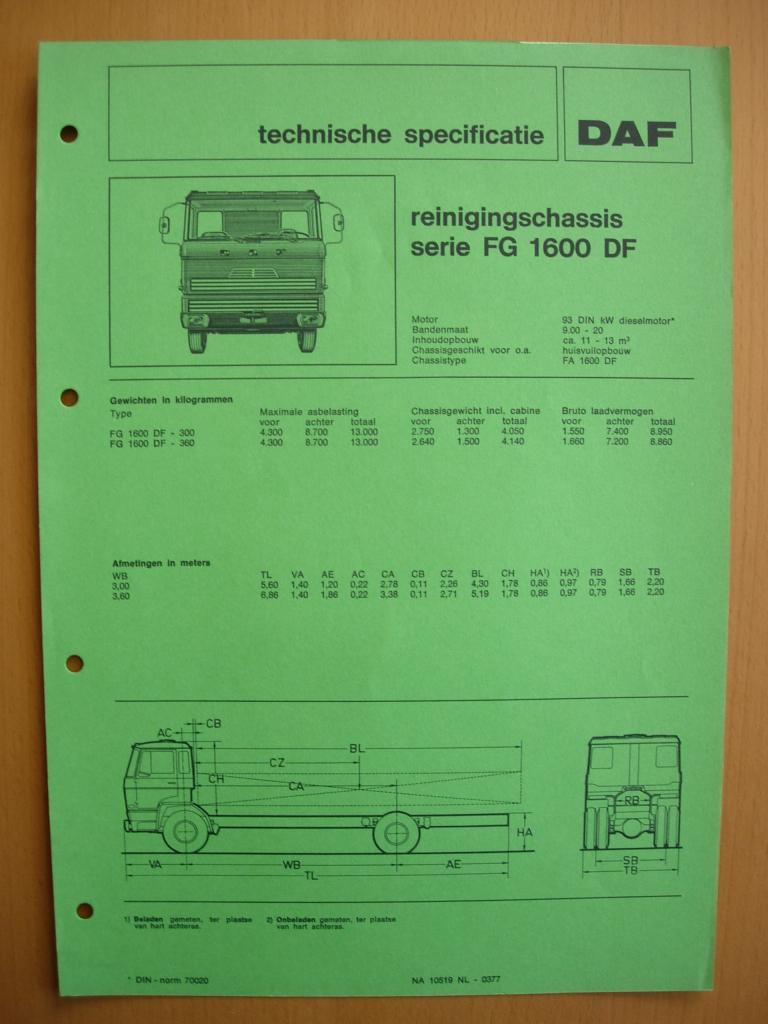 technische specificatie
DAF
reinigingschassis
serie FG 1600 DF
Motor 93 DIN kW dieselmotor*
Bandenmaat 9.00 - 20
Inhoudopbouw ca. 11 - 13 m³
Chassisgeschikt voor o.a. huisvuilopbouw
Chassistype FA 1600 DF
Gewichten in kilogrammen
Type Maximale asbelasting Chassisgewicht incl. cabine Bruto laadvermogen
voor achter totaal voor achter totaal voor achter totaal
FG 1600 DF - 300 4.300 8.700 13.000 2.750 1.300 4.050 1.550 7.400 8.950
FG 1600 DF - 360 4.300 8.700 13.000 2.640 1.500 4.140 1.660 7.200 8.860
Afmetingen in meters
WB TL VA AE AC CA CB CZ BL CH HA¹) HA²) RB SB TB
3,00 5,60 1,40 1,20 0,22 2,78 0,11 2,26 4,30 1,78 0,86 0,97 0,79 1,66 2,20
3,60 6,86 1,40 1,86 0,22 3,38 0,11 2,71 5,19 1,78 0,86 0,97 0,79 1,66 2,20
CB
AC
BL
CZ
CH
CA
RB
HA
VA WB AE
SB
TB
TL
1) Beladen gemeten, ter plaatse
van hart achteras.
2) Onbeladen gemeten, ter plaatse
van hart achteras.
* DIN - norm 70020
NA 10519 NL - 0377